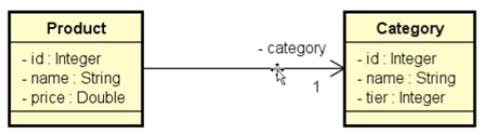 Product
- id : Integer
- name : String
- price : Double
- category
1
Category
- id : Integer
- name : String
- tier : Integer